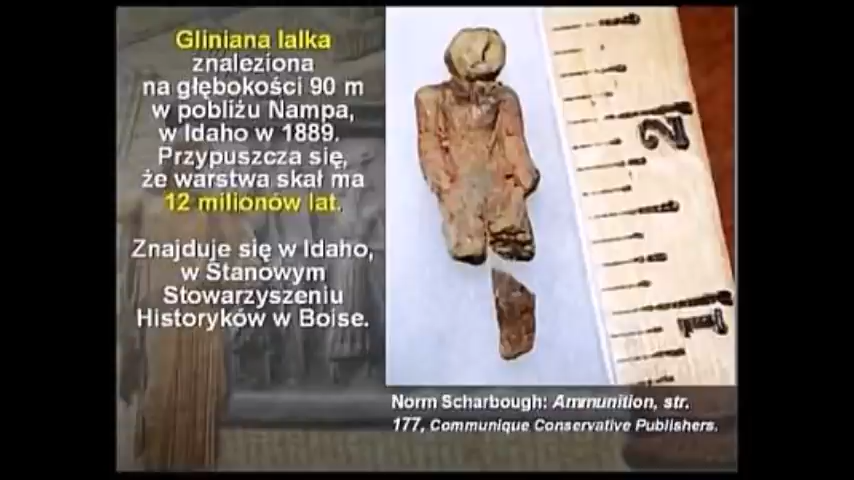 Gliniana lalka
znaleziona
na głębokości 90 m
w pobliżu Nampa,
w Idaho w 1889.
Przypuszcza się,
że warstwa skał ma
12 milionów lat.
Znajduje się w Idaho,
w Stanowym
Stowarzyszeniu
Historyków w Boise.
2
1
Norm Scharbough: Ammunition, str.
177, Communique Conservative Publishers.